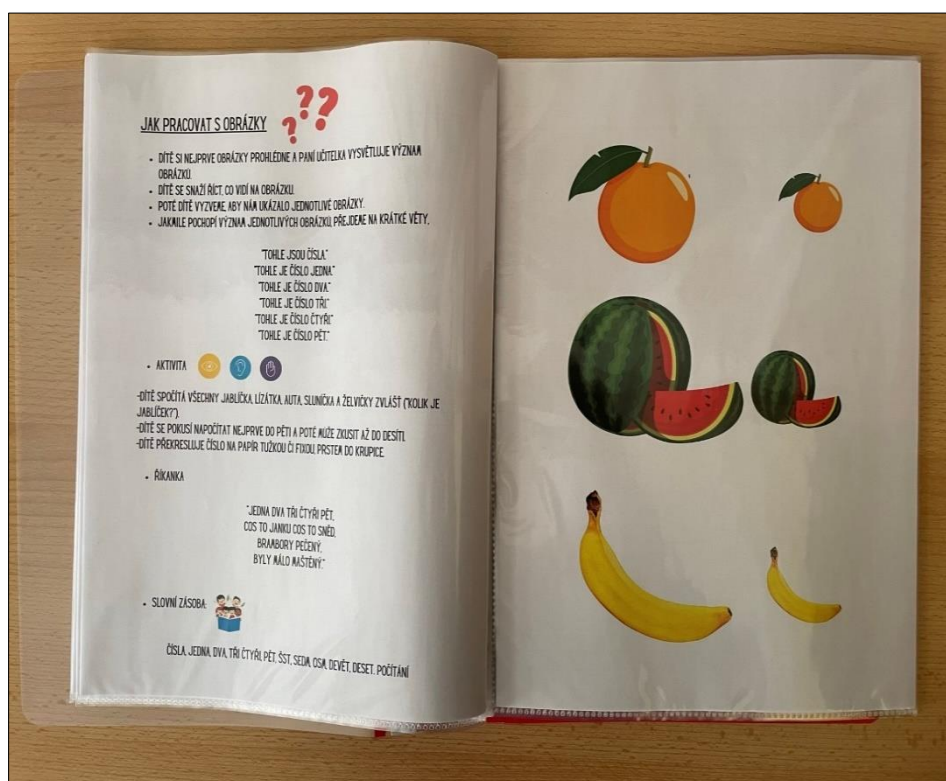 JAK PRACOVAT S OBRÁZKY
???
• DÍTĚ SI NEJPRVE OBRÁZKY PROHLÉDNE A PANÍ UČITELKA VYSVĚTLUJE VÝZNAM
OBRÁZKŮ.
• DÍTĚ SE SNAŽÍ ŘÍCT, CO VIDÍ NA OBRÁZKU.
• POTÉ DÍTĚ VYZVEME ABY NÁM UKÁZALO JEDNOTLIVÉ OBRÁZKY.
• JAKMILE POCHOPÍ VÝZNAM JEDNOTLIVÝCH OBRÁZKŮ, PŘEJDEME NA KRÁTKÉ VĚTY.
"TOHLE JSOU ČÍSLA."
"TOHLE JE ČÍSLO JEDNA."
"TOHLE JE ČÍSLO DVA."
"TOHLE JE ČÍSLO TŘI."
"TOHLE JE ČÍSLO ČTYŘI."
"TOHLE JE ČÍSLO PĚT."
• AKTIVITA
-DÍTĚ SPOČÍTÁ VŠECHNY JABLÍČKA, LÍZÁTKA, AUTA, SLUNÍČKA A ŽELVIČKY ZVLÁŠŤ ("KOLIK JE
JABLÍČEK?").
-DÍTĚ SE POKUSÍ NAPOČÍTAT NEJPRVE DO PĚTI A POTÉ MŮŽE ZKUSIT AŽ DO DESÍTI.
-DÍTĚ PŘEKRESLUJE ČÍSLO NA PAPÍR TUŽKOU ČI FIXOU, PRSTEM DO KRUPICE.
• ŘÍKANKA
"JEDNA DVA TŘI ČTYŘI PĚT,
COS TO JANKU COS TO SNĚD,
BRAMBORY PEČENÝ,
BYLY MÁLO MAŠTĚNÝ."
• SLOVNÍ ZÁSOBA:
ČÍSLA, JEDNA, DVA, TŘI ČTYŘI, PĚT, ŠST, SEDM, OSM, DEVĚT, DESET, POČÍTÁNÍ